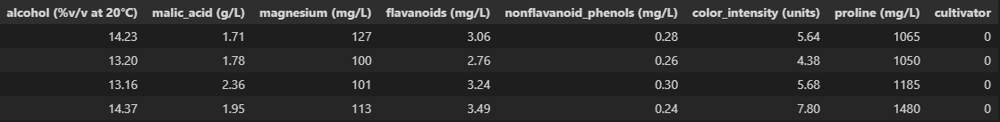 alcohol (%v/v at 20°C) malic_acid (g/L) magnesium (mg/L) flavanoids (mg/L) nonflavanoid_phenols (mg/L) color_intensity (units) proline (mg/L) cultivator
14.23 1.71 127 3.06 0.28 5.64 1065 0
13.20 1.78 100 2.76 0.26 4.38 1050 0
13.16 2.36 101 3.24 0.30 5.68 1185 0
14.37 1.95 113 3.49 0.24 7.80 1480 0